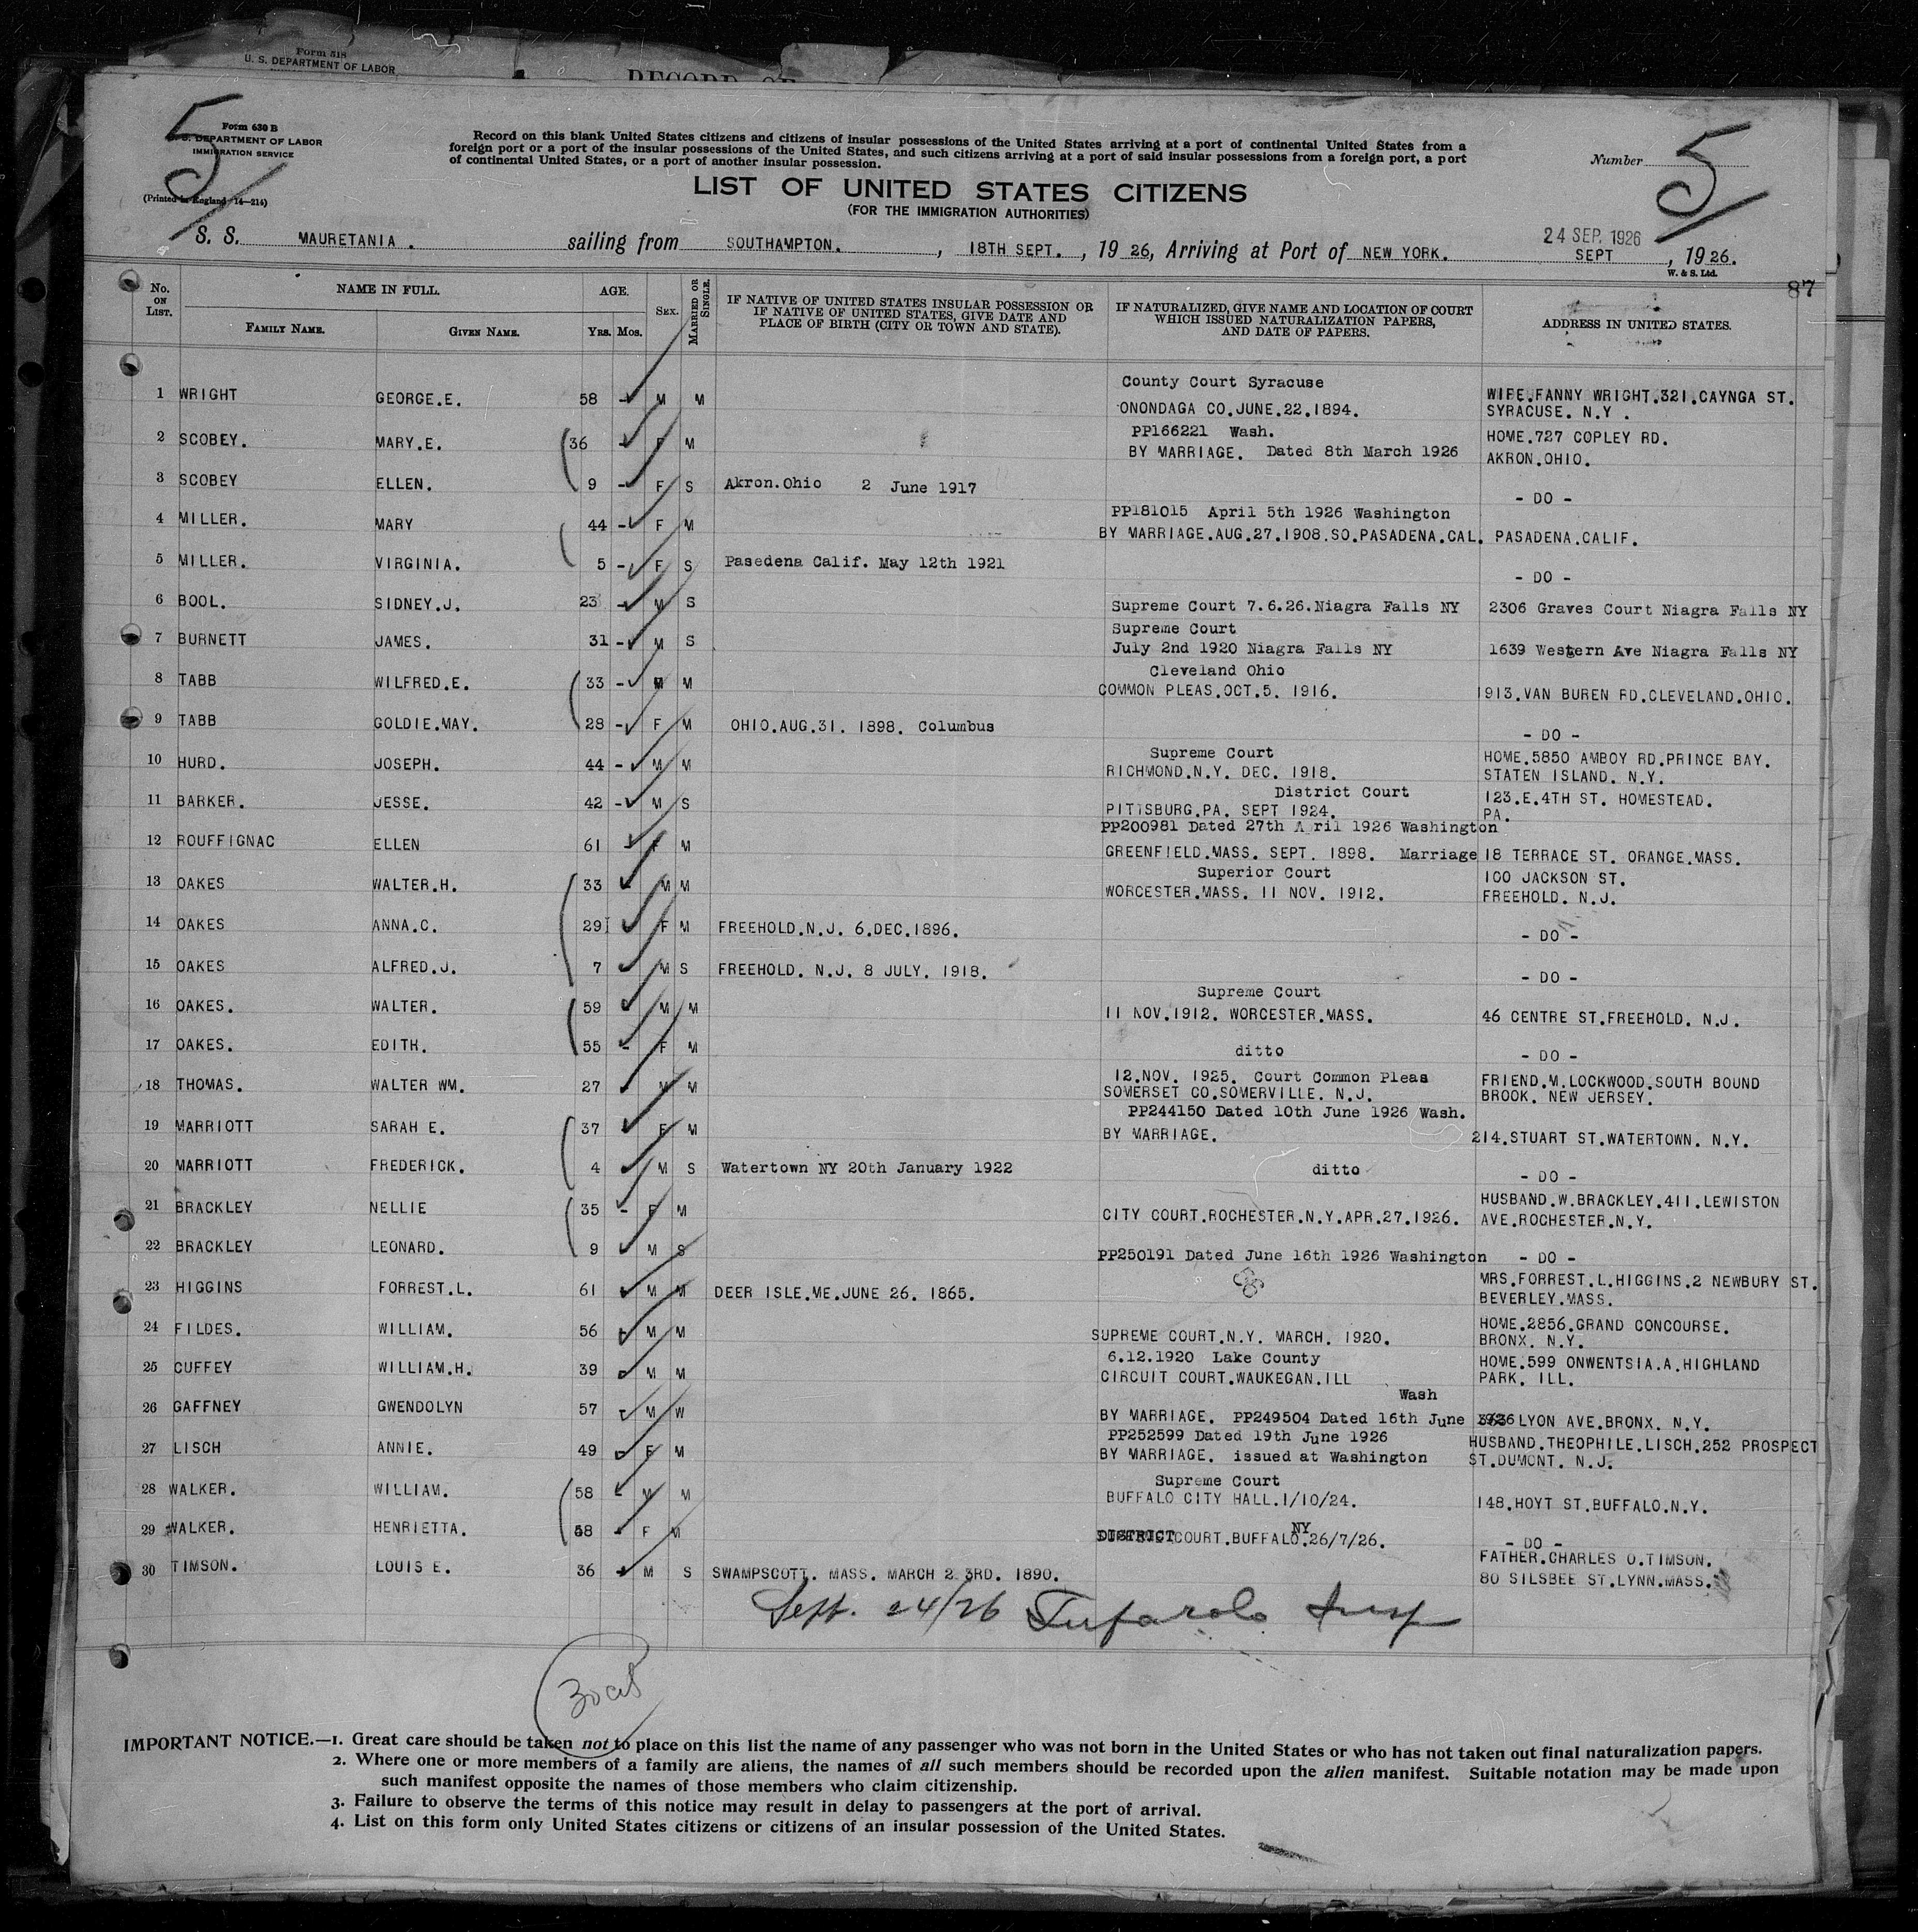 Form 518
U. S. DEPARTMENT OF LABOR
RECORD OF
5
Form 630 B
U. S. DEPARTMENT OF LABOR
IMMIGRATION SERVICE
(Printed in England 14—214)
Record on this blank United States citizens and citizens of insular possessions of the United States arriving at a port of continental United States from a
foreign port or a port of the insular possessions of the United States, and such citizens arriving at a port of said insular possessions from a foreign port, a port
of continental United States, or a port of another insular possession.
Number 5
LIST OF UNITED STATES CITIZENS
(FOR THE IMMIGRATION AUTHORITIES)
S. S. MAURETANIA. sailing from SOUTHAMPTON. , 18TH SEPT. , 19 26, Arriving at Port of NEW YORK. 24 SEP. 1926 SEPT , 19 26.
W. & S. Ltd.
87
No. ON LIST. NAME IN FULL. AGE. SEX. MARRIED OR SINGLE. IF NATIVE OF UNITED STATES INSULAR POSSESSION OR IF NATIVE OF UNITED STATES, GIVE DATE AND PLACE OF BIRTH (CITY OR TOWN AND STATE). IF NATURALIZED, GIVE NAME AND LOCATION OF COURT WHICH ISSUED NATURALIZATION PAPERS, AND DATE OF PAPERS. ADDRESS IN UNITED STATES.
FAMILY NAME. GIVEN NAME. Yrs. Mos.
County Court Syracuse
1 WRIGHT GEORGE.E. 58 - M M ONONDAGA CO.JUNE.22.1894. WIFE.FANNY WRIGHT.321.CAYNGA ST.
SYRACUSE. N.Y .
PP166221 Wash.
2 SCOBEY. MARY.E. 36 F M BY MARRIAGE. Dated 8th March 1926 HOME.727 COPLEY RD.
AKRON.OHIO.
3 SCOBEY ELLEN. 9 - F S Akron.Ohio 2 June 1917 - DO -
PP181015 April 5th 1926 Washington
4 MILLER. MARY 44 - F M BY MARRIAGE.AUG.27.1908.SO.PASADENA.CAL. PASADENA.CALIF.
5 MILLER. VIRGINIA. 5 - F S Pasedena Calif. May 12th 1921 - DO -
6 BOOL. SIDNEY.J. 23 - M S Supreme Court 7.6.26.Niagra Falls NY 2306 Graves Court Niagra Falls NY
Supreme Court
7 BURNETT JAMES. 31 - M S July 2nd 1920 Niagra Falls NY 1639 Western Ave Niagra Falls NY
Cleveland Ohio
8 TABB WILFRED.E. 33 - M M COMMON PLEAS.OCT.5. 1916. 1913.VAN BUREN RD.CLEVELAND.OHIO.
9 TABB GOLDIE.MAY. 28 - F M OHIO.AUG.31. 1898. Columbus - DO -
Supreme Court
10 HURD. JOSEPH. 44 - M M RICHMOND.N.Y. DEC. 1918. HOME.5850 AMBOY RD.PRINCE BAY.
STATEN ISLAND. N.Y.
District Court
11 BARKER. JESSE. 42 - M S PITTSBURG.PA. SEPT 1924. 123.E.4TH ST. HOMESTEAD.
PA.
PP200981 Dated 27th A ril 1926 Washington
12 ROUFFIGNAC ELLEN 61 F M GREENFIELD.MASS. SEPT. 1898. Marriage 18 TERRACE ST. ORANGE.MASS.
Superior Court
13 OAKES WALTER.H. 33 M M WORCESTER.MASS. 11 NOV. 1912. 100 JACKSON ST.
FREEHOLD. N.J.
14 OAKES ANNA.C. 29 F M FREEHOLD.N.J. 6.DEC.1896. - DO -
15 OAKES ALFRED.J. 7 M S FREEHOLD. N.J. 8 JULY. 1918. - DO -
Supreme Court
16 OAKES. WALTER. 59 M M 11 NOV.1912. WORCESTER.MASS. 46 CENTRE ST.FREEHOLD. N.J.
17 OAKES. EDITH. 55 - F M ditto - DO -
12.NOV. 1925. Court Common Pleas
18 THOMAS. WALTER WM. 27 M M SOMERSET CO.SOMERVILLE. N.J. FRIEND.M.LOCKWOOD.SOUTH BOUND
BROOK. NEW JERSEY.
PP244150 Dated 10th June 1926 Wash.
19 MARRIOTT SARAH E. 37 F M BY MARRIAGE. 214.STUART ST.WATERTOWN. N.Y.
20 MARRIOTT FREDERICK. 4 M S Watertown NY 20th January 1922 ditto - DO -
21 BRACKLEY NELLIE 35 - F M CITY COURT.ROCHESTER.N.Y.APR.27.1926. HUSBAND.W.BRACKLEY.411.LEWISTON
AVE.ROCHESTER.N.Y.
22 BRACKLEY LEONARD. 9 M S PP250191 Dated June 16th 1926 Washington - DO -
23 HIGGINS FORREST.L. 61 M M DEER ISLE.ME.JUNE 26. 1865. MRS.FORREST.L.HIGGINS.2 NEWBURY ST.
BEVERLEY.MASS.
24 FILDES. WILLIAM. 56 M M SUPREME COURT.N.Y. MARCH. 1920. HOME.2856.GRAND CONCOURSE.
BRONX. N.Y.
6.12.1920 Lake County
25 CUFFEY WILLIAM.H. 39 M M CIRCUIT COURT.WAUKEGAN.ILL HOME.599 ONWENTSIA.A.HIGHLAND
PARK. ILL.
Wash
26 GAFFNEY GWENDOLYN 57 M W BY MARRIAGE. PP249504 Dated 16th June 1926 LYON AVE.BRONX. N.Y.
PP252599 Dated 19th June 1926
27 LISCH ANNIE. 49 F M BY MARRIAGE. issued at Washington HUSBAND.THEOPHILE.LISCH.252 PROSPECT
ST.DUMONT. N.J.
Supreme Court
28 WALKER. WILLIAM. 58 M M BUFFALO CITY HALL.1/10/24. 148.HOYT ST.BUFFALO.N.Y.
29 WALKER. HENRIETTA. 58 - F M DISTRICT COURT.BUFFALO.NY 26/7/26. - DO -
30 TIMSON. LOUIS E. 36 M S SWAMPSCOTT. MASS. MARCH 2 3RD. 1890. FATHER.CHARLES O.TIMSON.
80 SILSBEE ST.LYNN.MASS.
Sept. 24/26 Tufarolo Insp
30
IMPORTANT NOTICE.—1. Great care should be taken not to place on this list the name of any passenger who was not born in the United States or who has not taken out final naturalization papers.
2. Where one or more members of a family are aliens, the names of all such members should be recorded upon the alien manifest. Suitable notation may be made upon
such manifest opposite the names of those members who claim citizenship.
3. Failure to observe the terms of this notice may result in delay to passengers at the port of arrival.
4. List on this form only United States citizens or citizens of an insular possession of the United States.